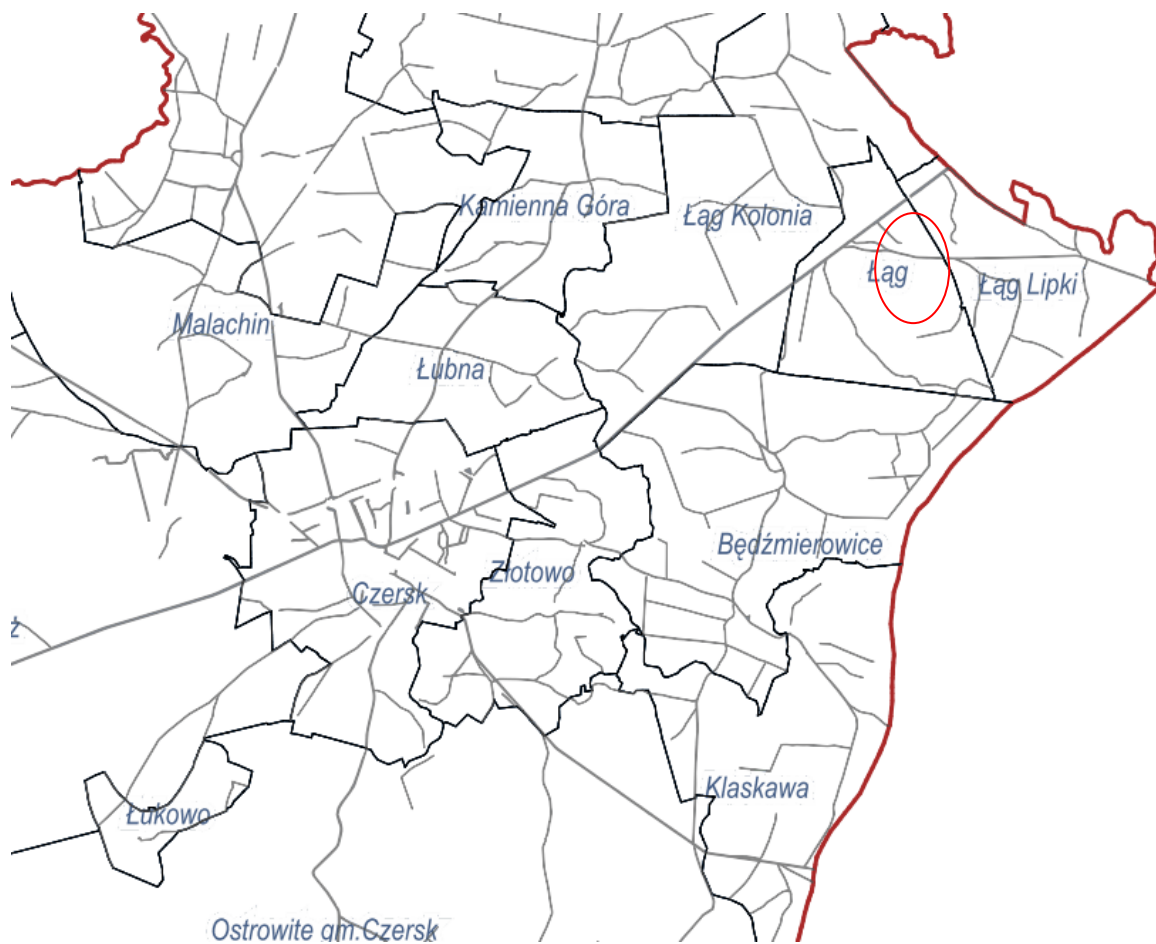 Kamienna Góra
Łąg Kolonia
Łąg
Łąg Lipki
Malachin
Łubna
Będźmierowice
Złotowo
Czersk
ż
Klaskawa
Łukowo
Ostrowite gm.Czersk